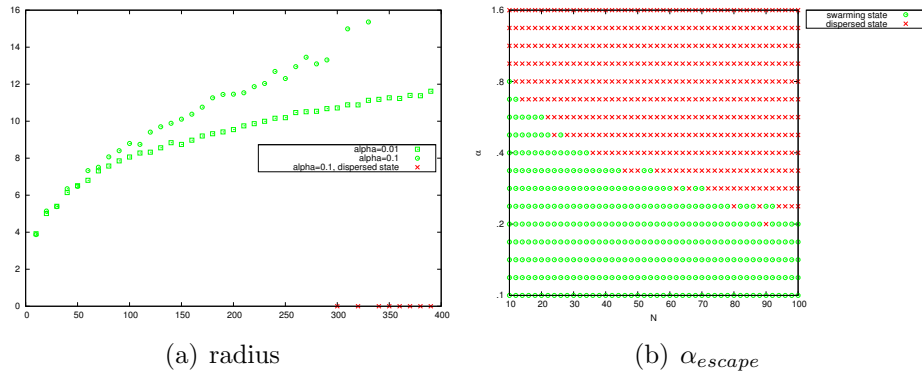 16
14
12
10
8
6
4
2
0
alpha=0.01
alpha=0.1
alpha=0.1, dispersed state
0 50 100 150 200 250 300 350 400
(a) radius
swarming state
dispersed state
1.6
.8
.4
.2
.1
α
10 20 30 40 50 60 70 80 90 100
N
(b) α_escape